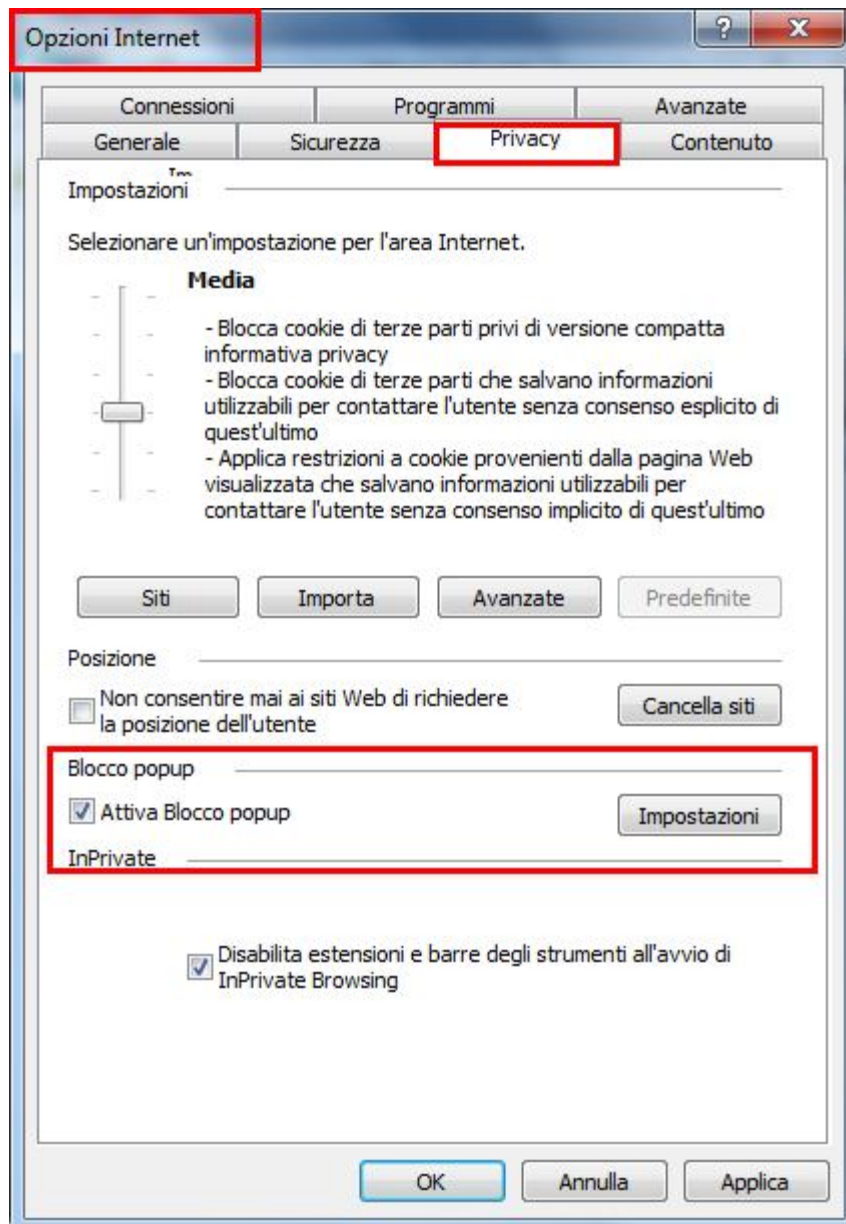 Opzioni Internet
Connessioni Programmi Avanzate
Generale Sicurezza Privacy Contenuto
Im
Impostazioni
Selezionare un'impostazione per l'area Internet.
Media
- Blocca cookie di terze parti privi di versione compatta
informativa privacy
- Blocca cookie di terze parti che salvano informazioni
utilizzabili per contattare l'utente senza consenso esplicito di
quest'ultimo
- Applica restrizioni a cookie provenienti dalla pagina Web
visualizzata che salvano informazioni utilizzabili per
contattare l'utente senza consenso implicito di quest'ultimo
Siti Importa Avanzate Predefinite
Posizione
Non consentire mai ai siti Web di richiedere
la posizione dell'utente
Cancella siti
Blocco popup
Attiva Blocco popup Impostazioni
InPrivate
Disabilita estensioni e barre degli strumenti all'avvio di
InPrivate Browsing
OK Annulla Applica